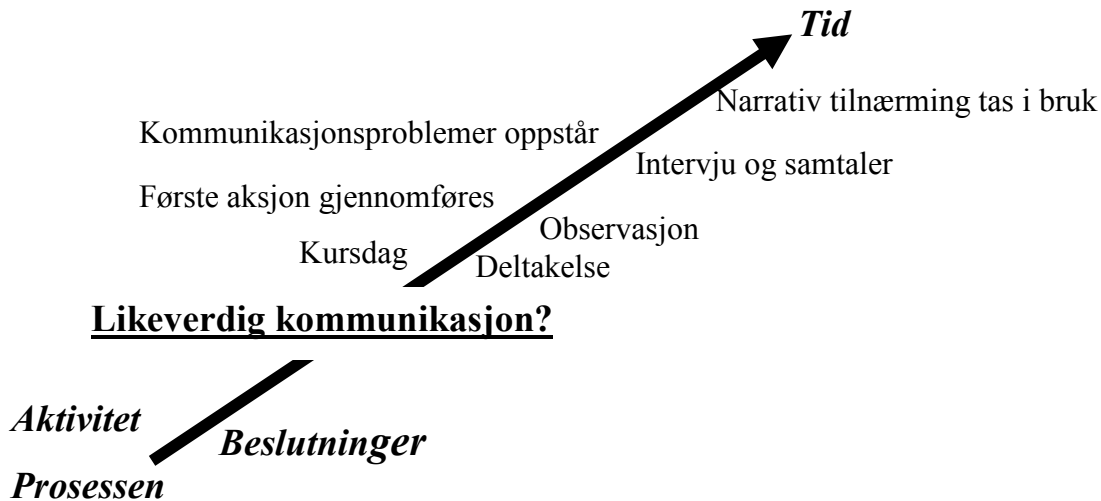 Tid
Narrativ tilnærming tas i bruk
Kommunikasjonsproblemer oppstår
Intervju og samtaler
Første aksjon gjennomføres
Observasjon
Kursdag
Deltakelse
Likeverdig kommunikasjon?
Aktivitet
Beslutninger
Prosessen